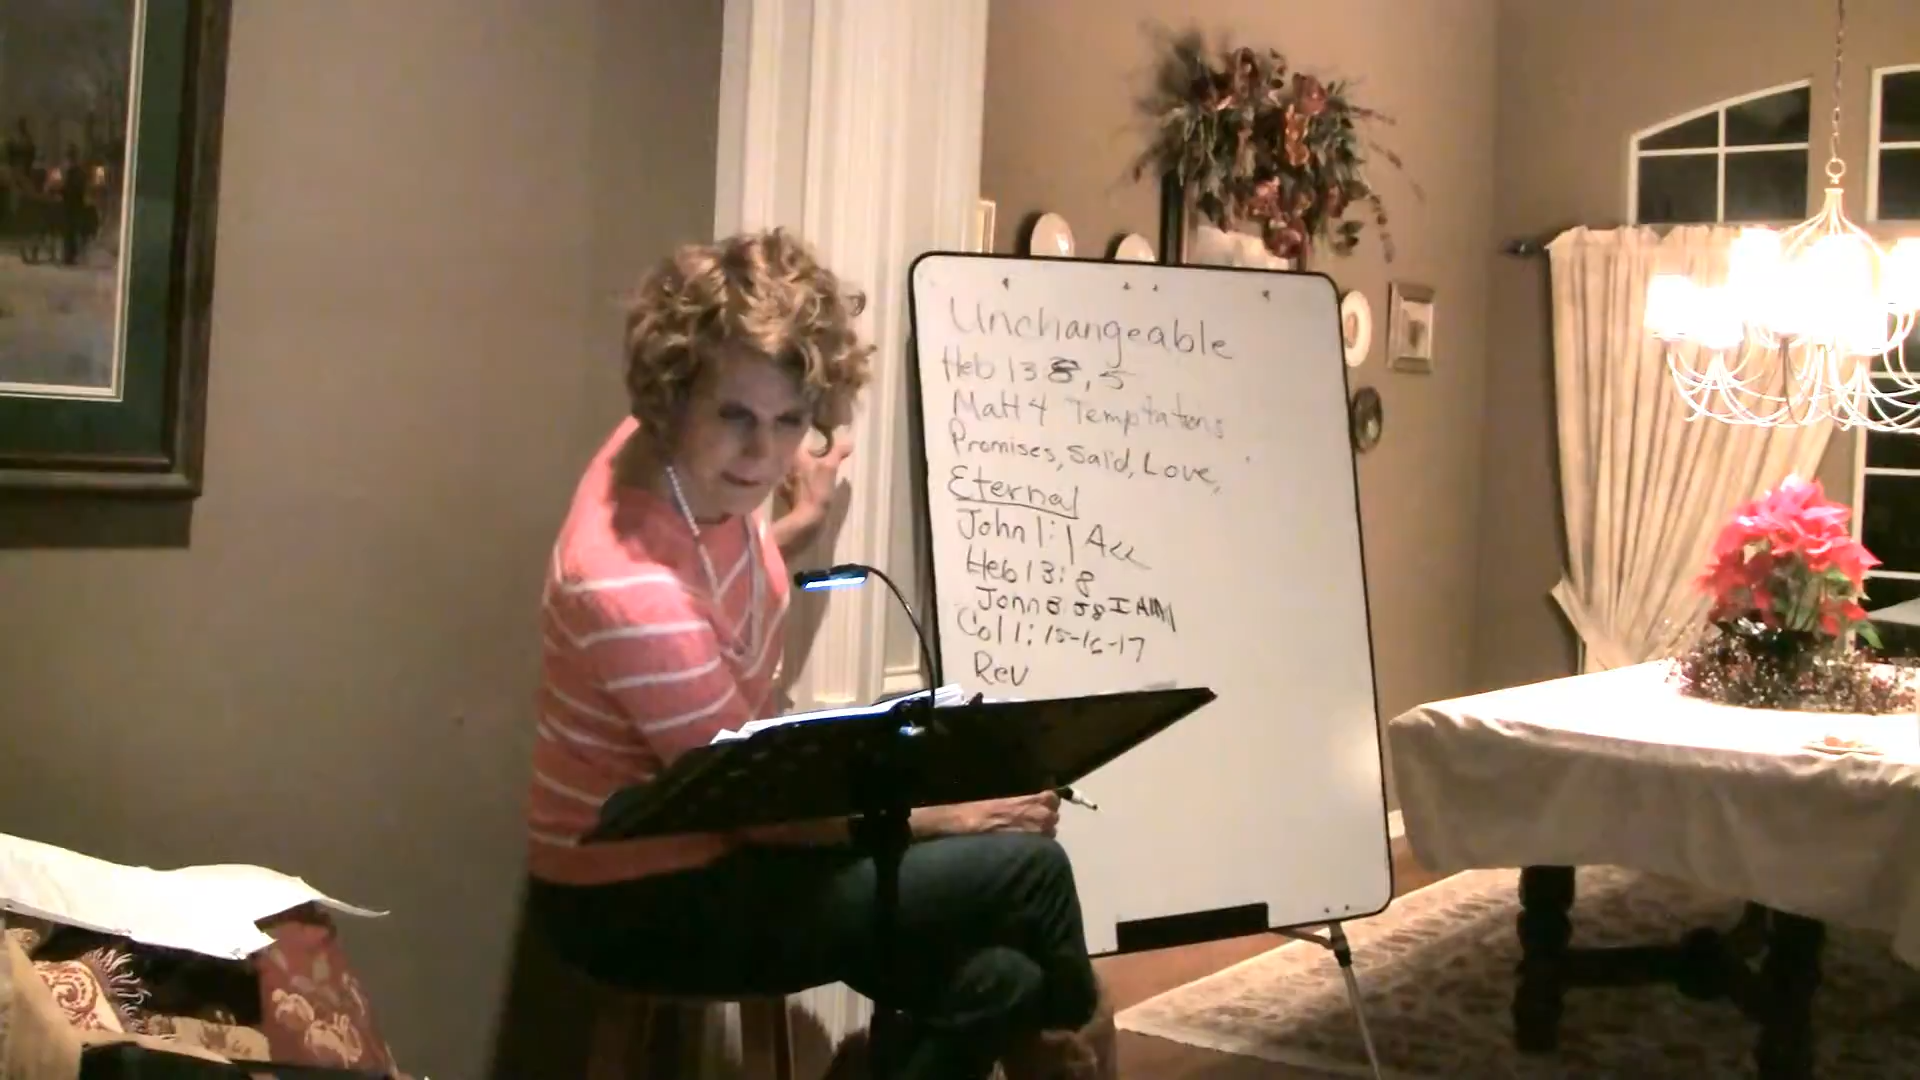 Unchangeable
Heb 13 8, 5
Matt 4 Temptations
Promises, Said, Love,
Eternal
John 1:1
Heb 13:8
John 8 58 I AM
Col 1:15-16-17
Rev